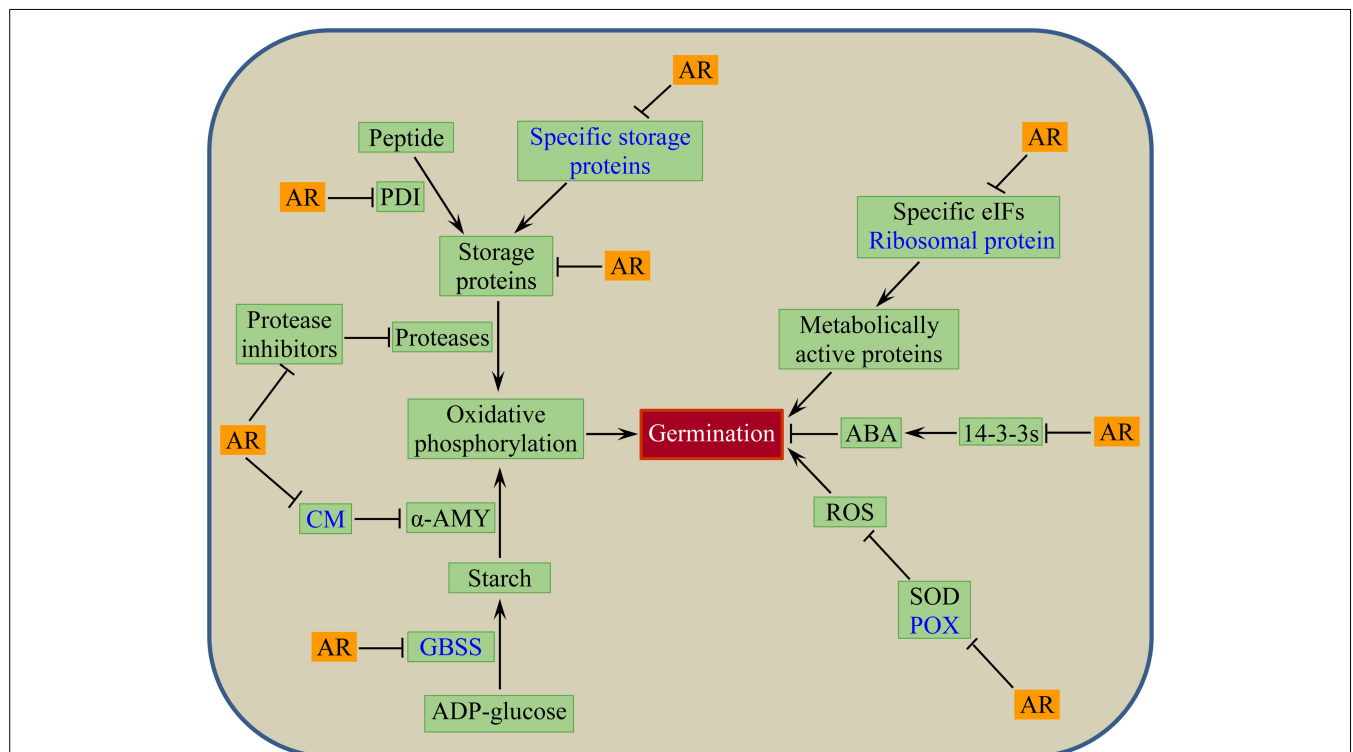 AR
Peptide
Specific storage
proteins
AR
AR
PDI
Specific eIFs
Ribosomal protein
Storage
proteins
AR
Protease
inhibitors
Proteases
Metabolically
active proteins
Oxidative
phosphorylation
Germination
ABA
14-3-3s
AR
AR
CM
α-AMY
ROS
Starch
SOD
POX
AR
GBSS
ADP-glucose
AR